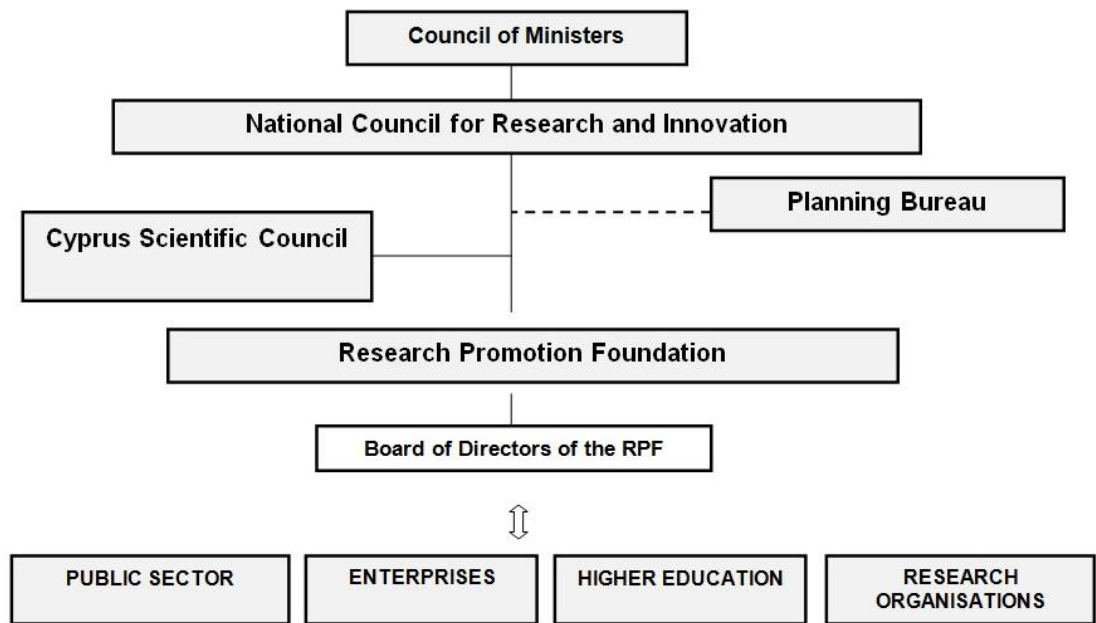 Council of Ministers
National Council for Research and Innovation
Planning Bureau
Cyprus Scientific Council
Research Promotion Foundation
Board of Directors of the RPF
PUBLIC SECTOR
ENTERPRISES
HIGHER EDUCATION
RESEARCH
ORGANISATIONS